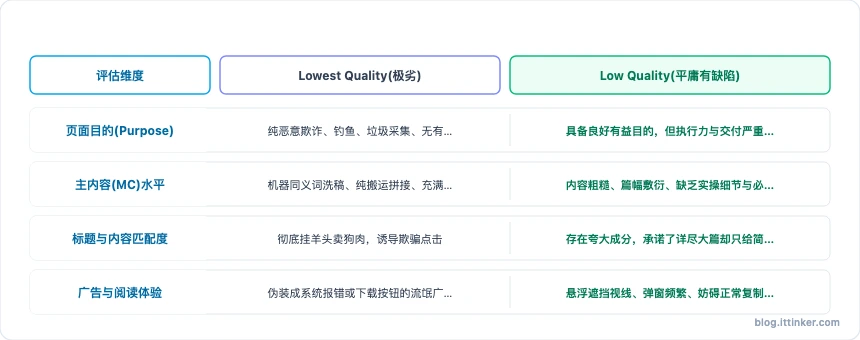 评估维度
Lowest Quality(极劣)
Low Quality(平庸有缺陷)
页面目的(Purpose)
纯恶意欺诈、钓鱼、垃圾采集、无有...
具备良好有益目的，但执行力与交付严重...
主内容(MC)水平
机器同义词洗稿、纯搬运拼接、充满...
内容粗糙、篇幅敷衍、缺乏实操细节与必...
标题与内容匹配度
彻底挂羊头卖狗肉，诱导欺骗点击
存在夸大成分，承诺了详尽大篇却只给简...
广告与阅读体验
伪装成系统报错或下载按钮的流氓广...
悬浮遮挡视线、弹窗频繁、妨碍正常复制...
blog.ittinker.com